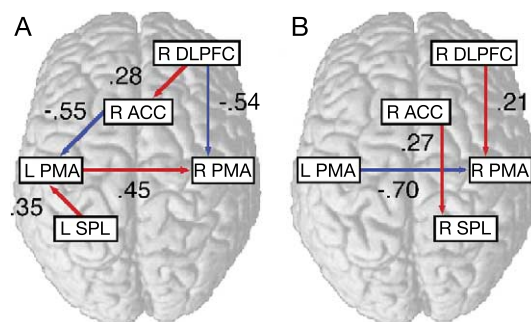 A
R DLPFC
.28
-.55
R ACC
-.54
L PMA
R PMA
.45
.35
L SPL
B
R DLPFC
R ACC
.21
.27
L PMA
R PMA
-.70
R SPL